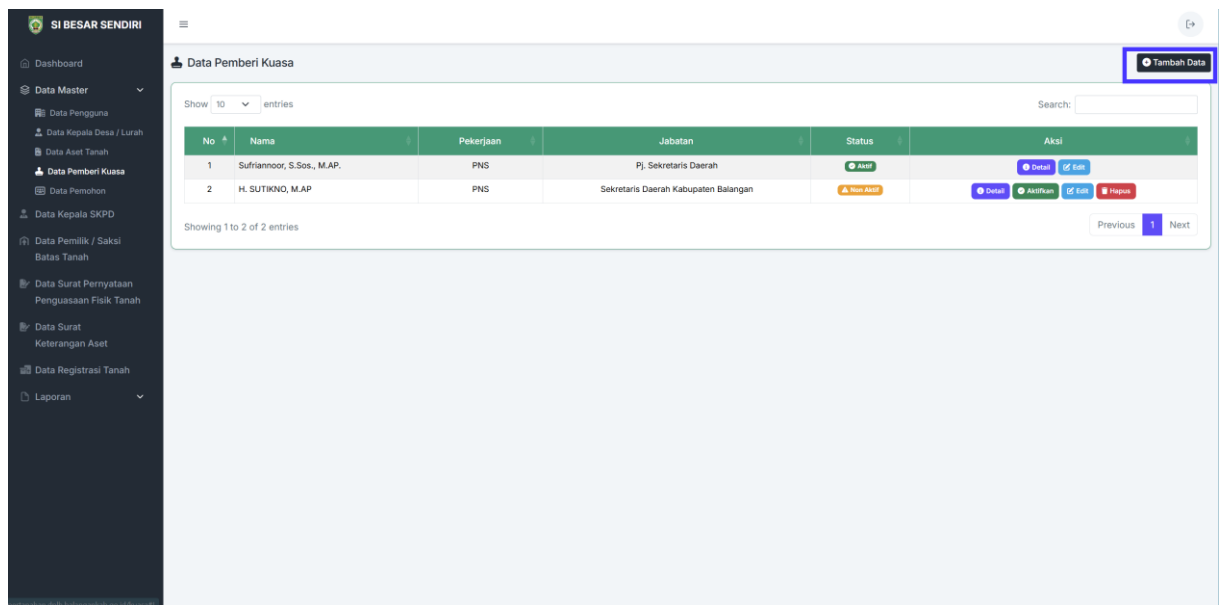 SI BESAR SENDIRI
Dashboard
Data Master
Data Pengguna
Data Kepala Desa / Lurah
Data Aset Tanah
Data Pemberi Kuasa
Data Pemohon
Data Kepala SKPD
Data Pemilik / Saksi
Batas Tanah
Data Surat Pernyataan
Penguasaan Fisik Tanah
Data Surat
Keterangan Aset
Data Registrasi Tanah
Laporan
Data Pemberi Kuasa
Tambah Data
Show 10 entries
Search:
No Nama Pekerjaan Jabatan Status Aksi
1 Sufriannoor, S.Sos., M.AP. PNS Pj. Sekretaris Daerah Aktif Detail Edit
2 H. SUTIKNO, M.AP PNS Sekretaris Daerah Kabupaten Balangan Non Aktif Detail Aktifkan Edit Hapus
Showing 1 to 2 of 2 entries
Previous 1 Next